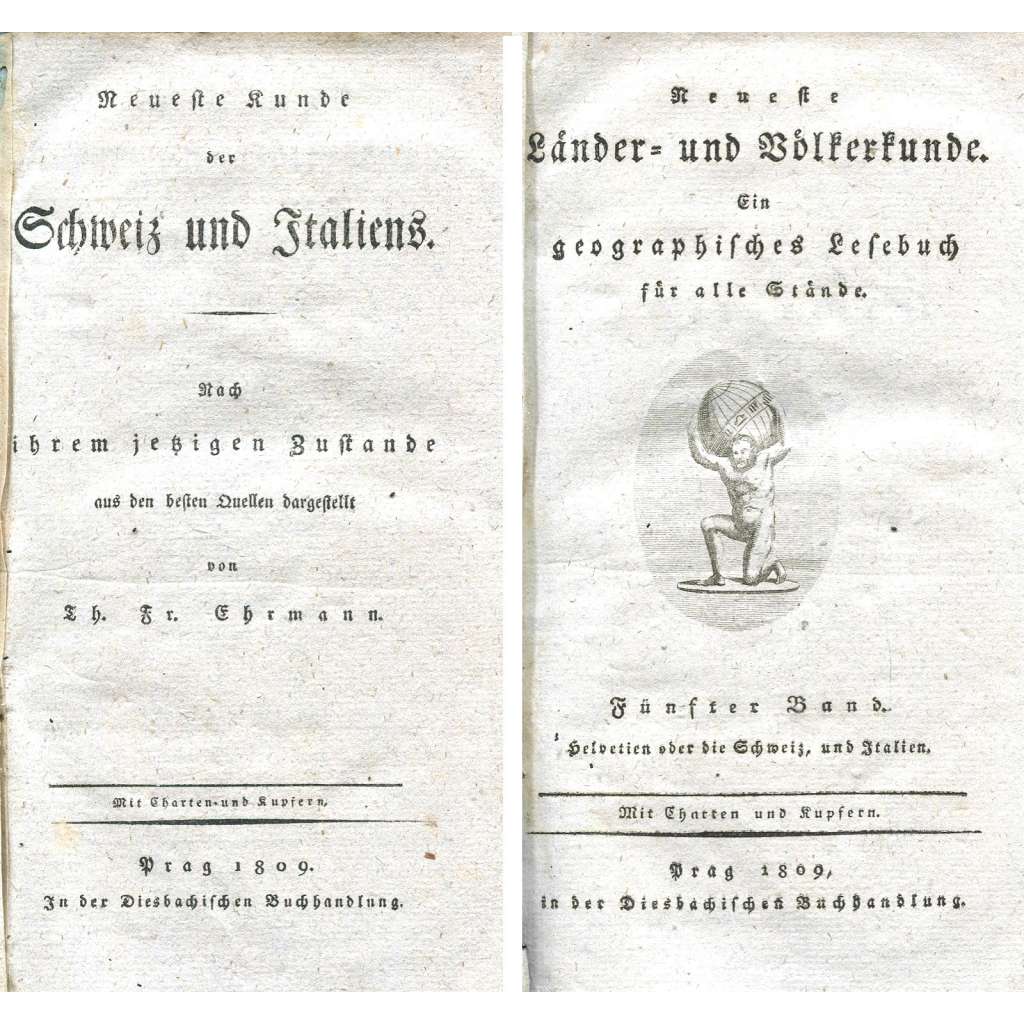 Neueste Kunde
der
Schweiz und Italiens.
Nach
ihrem jetzigen Zustande
aus den besten Quellen dargestellt
von
Th. Fr. Ehrmann.
Mit Charten und Kupfern.
Prag 1809.
In der Diesbachischen Buchhandlung.
Neueste
Länder- und Völkerkunde.
Ein
geographisches Lesebuch
für alle Stände.
Fünfter Band.
Helvetien oder die Schweiz, und Italien.
Mit Charten und Kupfern.
Prag 1809,
in der Diesbachischen Buchhandlung.